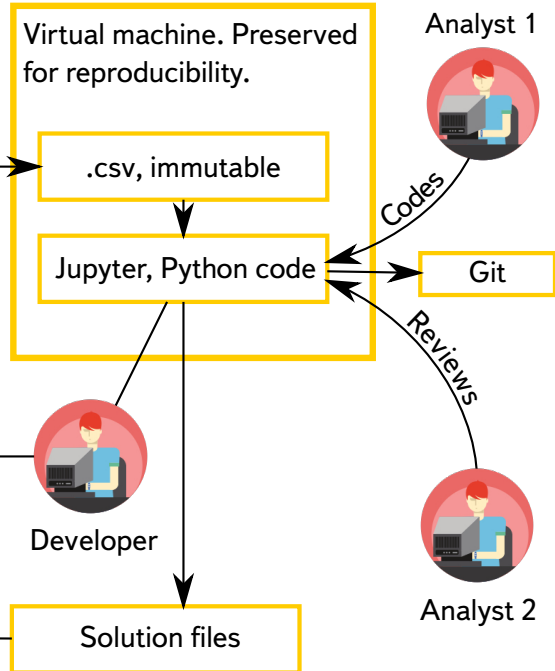 Analyst 1
Virtual machine. Preserved
for reproducibility.
.csv, immutable
Codes
Jupyter, Python code
Git
Reviews
Developer
Analyst 2
Solution files